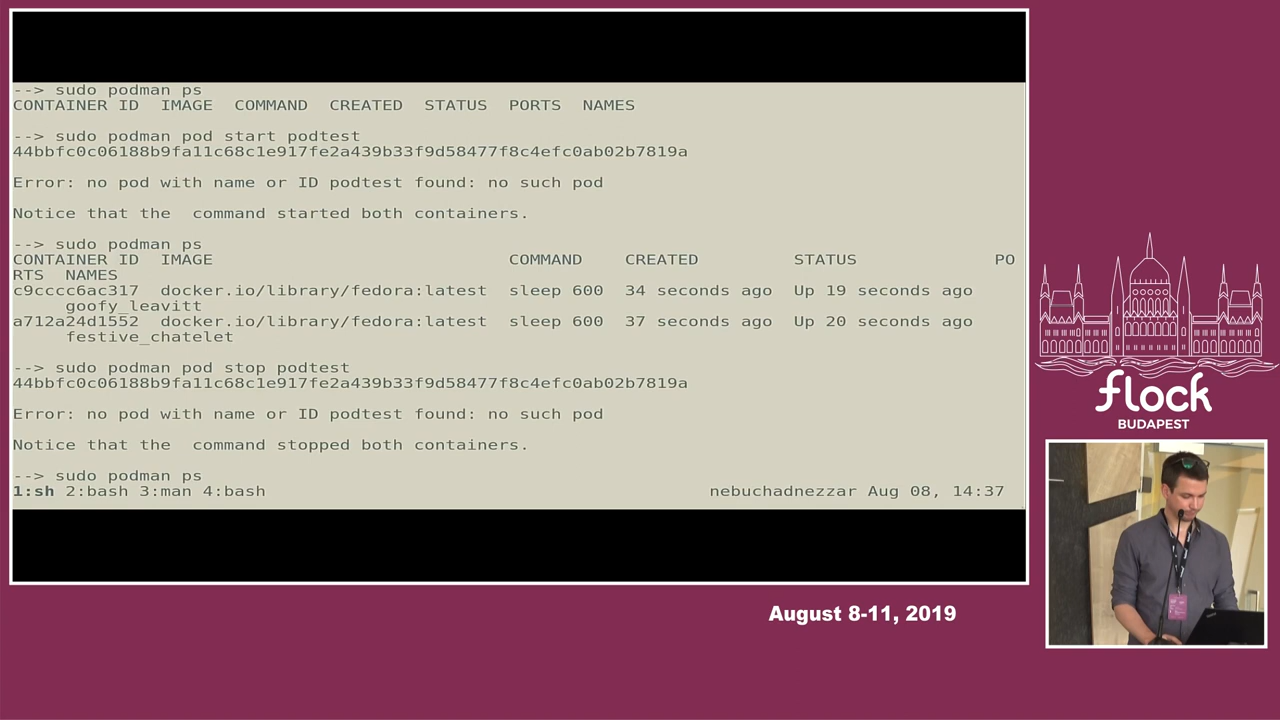 --> sudo podman ps
CONTAINER ID  IMAGE  COMMAND  CREATED  STATUS  PORTS  NAMES
--> sudo podman pod start podtest
44bbfc0c06188b9fa11c68c1e917fe2a439b33f9d58477f8c4efc0ab02b7819a
Error: no pod with name or ID podtest found: no such pod
Notice that the  command started both containers.
--> sudo podman ps
CONTAINER ID  IMAGE                            COMMAND    CREATED         STATUS             PO
RTS  NAMES
c9cccc6ac317  docker.io/library/fedora:latest  sleep 600  34 seconds ago  Up 19 seconds ago
     goofy_leavitt
a712a24d1552  docker.io/library/fedora:latest  sleep 600  37 seconds ago  Up 20 seconds ago
     festive_chatelet
--> sudo podman pod stop podtest
44bbfc0c06188b9fa11c68c1e917fe2a439b33f9d58477f8c4efc0ab02b7819a
Error: no pod with name or ID podtest found: no such pod
Notice that the  command stopped both containers.
--> sudo podman ps
1:sh 2:bash 3:man 4:bash                                          nebuchadnezzar Aug 08, 14:37
flock
BUDAPEST
August 8-11, 2019